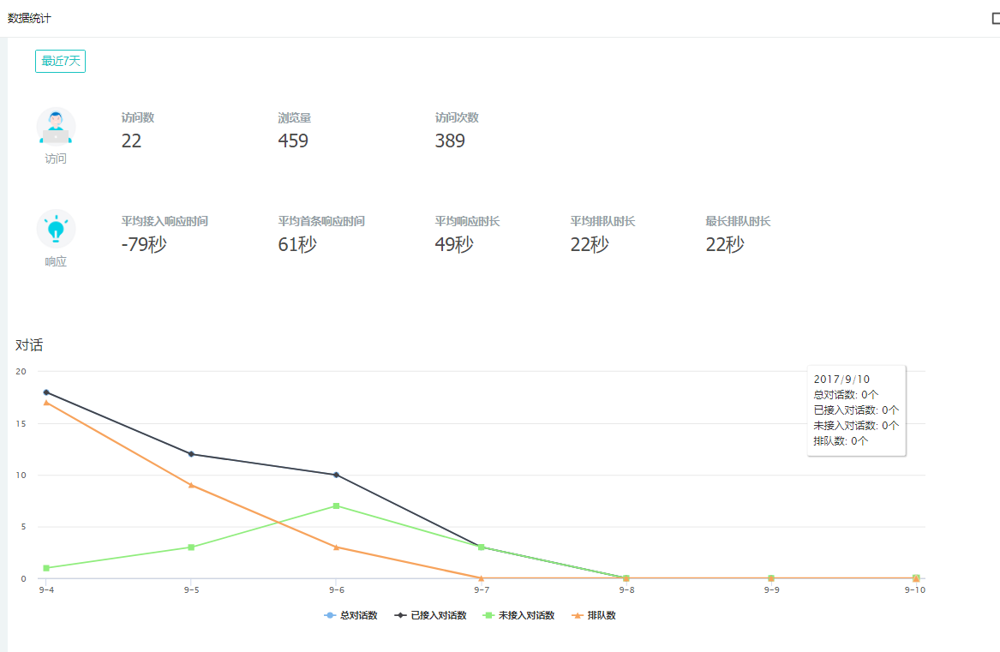 数据统计
最近7天
访问数 浏览量 访问次数
22 459 389
访问
平均接入响应时间 平均首条响应时间 平均响应时长 平均排队时长 最长排队时长
-79秒 61秒 49秒 22秒 22秒
响应
对话
20
15
10
5
0
2017/9/10
总对话数: 0个
已接入对话数: 0个
未接入对话数: 0个
排队数: 0个
9-4 9-5 9-6 9-7 9-8 9-9 9-10
总对话数 已接入对话数 未接入对话数 排队数